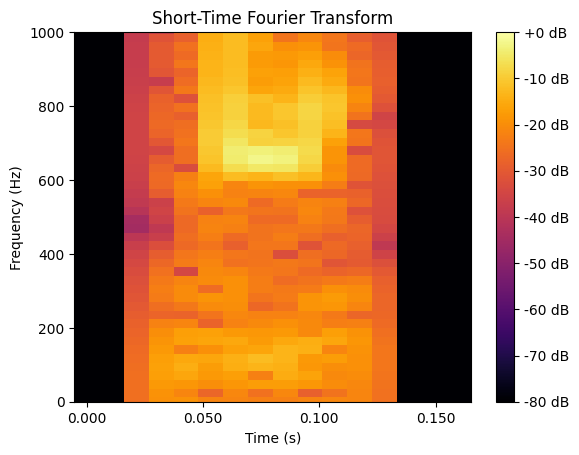 Short-Time Fourier Transform
1000
800
600
400
200
0
Frequency (Hz)
0.000
0.050
0.100
0.150
Time (s)
+0 dB
-10 dB
-20 dB
-30 dB
-40 dB
-50 dB
-60 dB
-70 dB
-80 dB